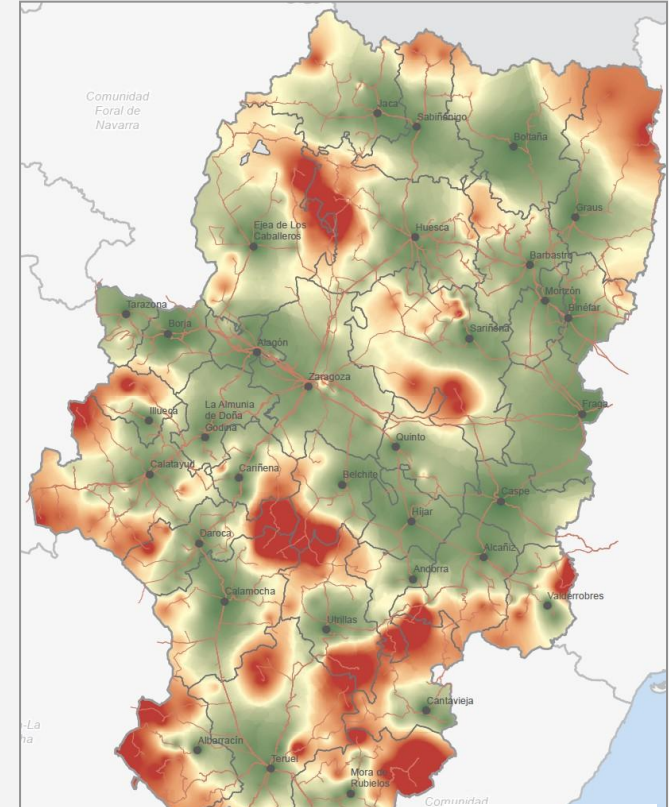 Comunidad
Foral de
Navarra
Jaca
Sabiñánigo
Boltaña
Graus
Ejea de Los
Caballeros
Huesca
Barbastro
Monzón
Binéfar
Tarazona
Borja
Sariñena
Alagón
Zaragoza
Fraga
Illueca
La Almunia
de Doña
Godina
Quinto
Calatayud
Cariñena
Belchite
Caspe
Híjar
Daroca
Alcañiz
Andorra
Calamocha
Valderrobres
Utrillas
Cantavieja
-La
ha
Albarracín
Teruel
Mora de
Rubielos
Comunidad